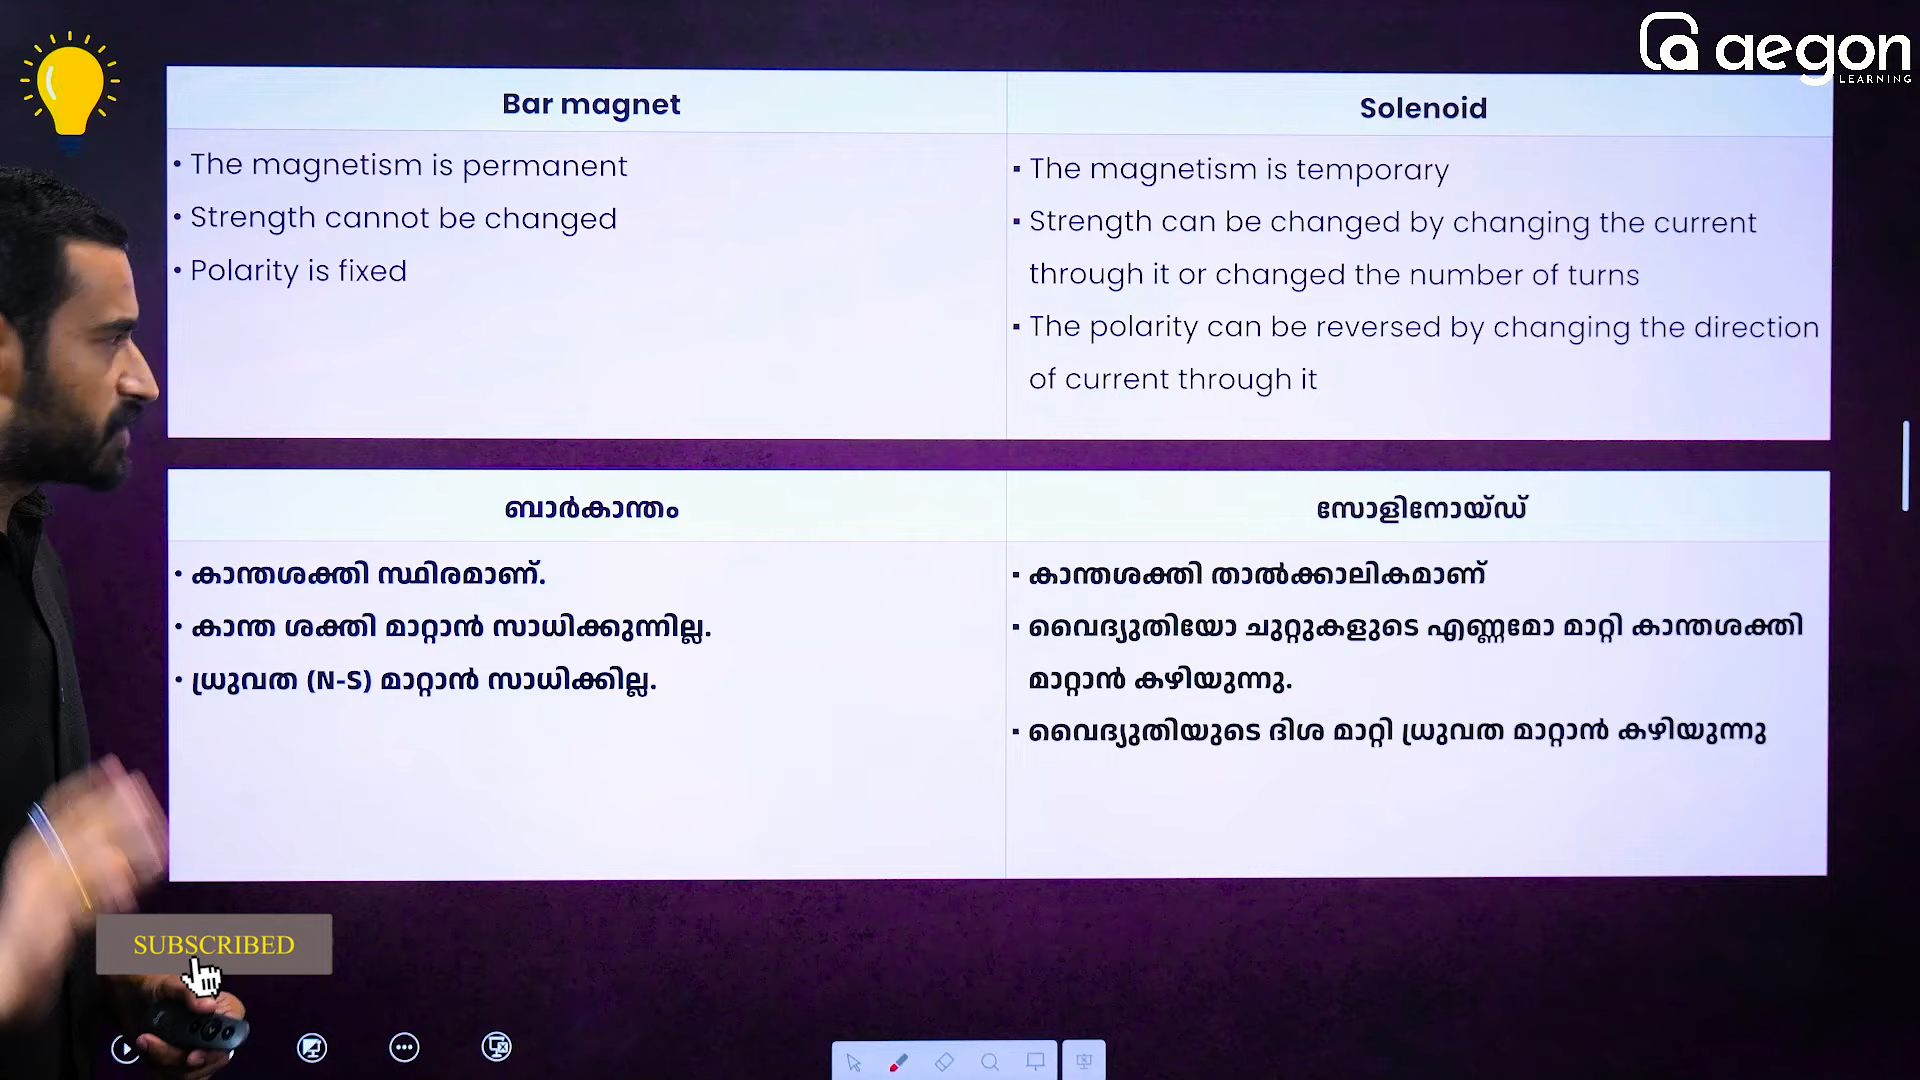 aegon
LEARNING
Bar magnet
• The magnetism is permanent
• Strength cannot be changed
• Polarity is fixed
Solenoid
▪ The magnetism is temporary
▪ Strength can be changed by changing the current
through it or changed the number of turns
▪ The polarity can be reversed by changing the direction
of current through it
ബാർകാന്തം
• കാന്തശക്തി സ്ഥിരമാണ്.
• കാന്ത ശക്തി മാറ്റാൻ സാധിക്കുന്നില്ല.
• ധ്രുവത (N-S) മാറ്റാൻ സാധിക്കില്ല.
സോളിനോയ്ഡ്
▪ കാന്തശക്തി താൽക്കാലികമാണ്
▪ വൈദ്യുതിയോ ചുറ്റുകളുടെ എണ്ണമോ മാറ്റി കാന്തശക്തി
മാറ്റാൻ കഴിയുന്നു.
▪ വൈദ്യുതിയുടെ ദിശ മാറ്റി ധ്രുവത മാറ്റാൻ കഴിയുന്നു
SUBSCRIBED